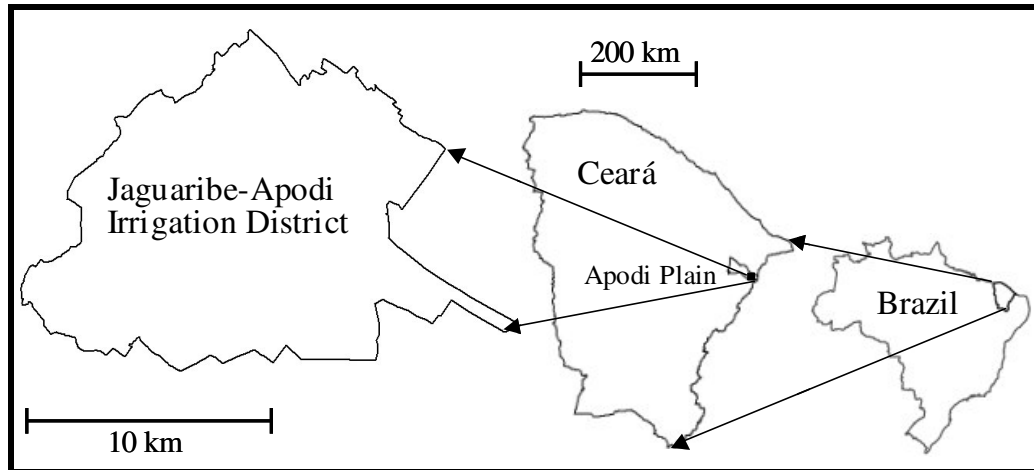 200 km
Ceará
Jaguaribe-Apodi
Irrigation District
Apodi Plain
Brazil
10 km